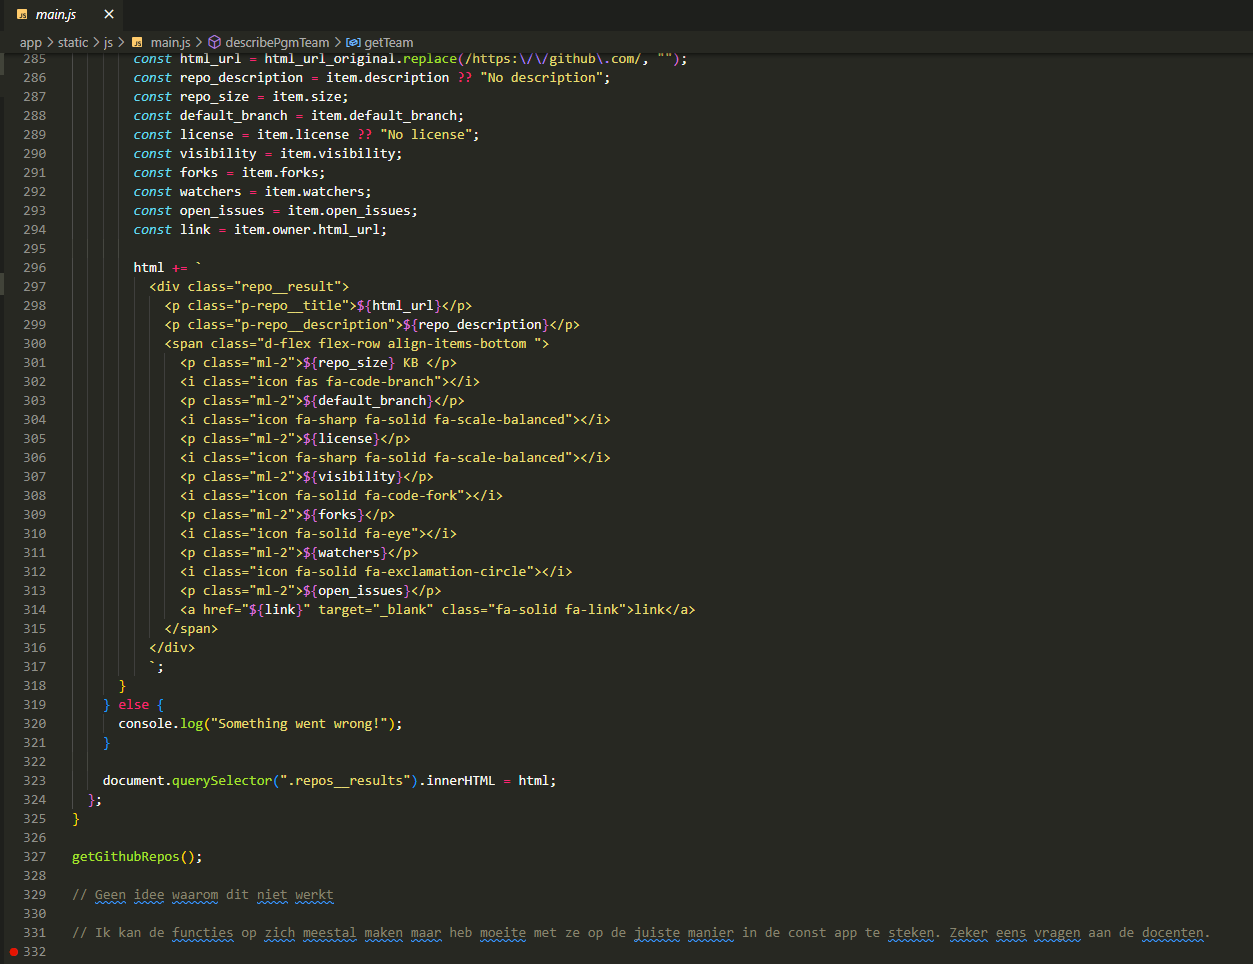 main.js
app > static > js > main.js > describePgmTeam > getTeam
285 const html_url = html_url_original.replace(/https:\/\/github\.com/, "");
286 const repo_description = item.description ?? "No description";
287 const repo_size = item.size;
288 const default_branch = item.default_branch;
289 const license = item.license ?? "No license";
290 const visibility = item.visibility;
291 const forks = item.forks;
292 const watchers = item.watchers;
293 const open_issues = item.open_issues;
294 const link = item.owner.html_url;
295
296 html += `
297 <div class="repo__result">
298 <p class="p-repo__title">${html_url}</p>
299 <p class="p-repo__description">${repo_description}</p>
300 <span class="d-flex flex-row align-items-bottom ">
301 <p class="ml-2">${repo_size} KB </p>
302 <i class="icon fas fa-code-branch"></i>
303 <p class="ml-2">${default_branch}</p>
304 <i class="icon fa-sharp fa-solid fa-scale-balanced"></i>
305 <p class="ml-2">${license}</p>
306 <i class="icon fa-sharp fa-solid fa-scale-balanced"></i>
307 <p class="ml-2">${visibility}</p>
308 <i class="icon fa-solid fa-code-fork"></i>
309 <p class="ml-2">${forks}</p>
310 <i class="icon fa-solid fa-eye"></i>
311 <p class="ml-2">${watchers}</p>
312 <i class="icon fa-solid fa-exclamation-circle"></i>
313 <p class="ml-2">${open_issues}</p>
314 <a href="${link}" target="_blank" class="fa-solid fa-link">link</a>
315 </span>
316 </div>
317 `;
318 }
319 } else {
320 console.log("Something went wrong!");
321 }
322
323 document.querySelector(".repos__results").innerHTML = html;
324 };
325 }
326
327 getGithubRepos();
328
329 // Geen idee waarom dit niet werkt
330
331 // Ik kan de functies op zich meestal maken maar heb moeite met ze op de juiste manier in de const app te steken. Zeker eens vragen aan de docenten.
332